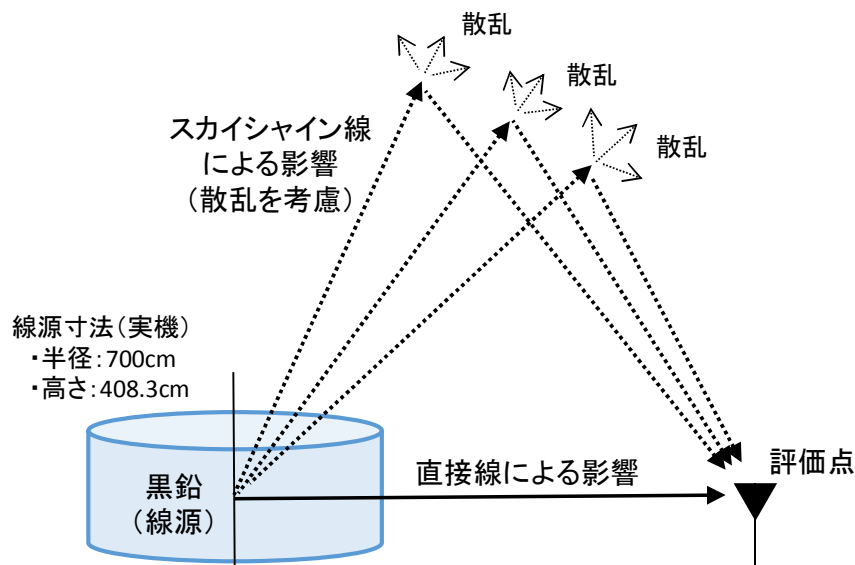 散乱
散乱
散乱
スカイシャイン線
による影響
(散乱を考慮)
線源寸法(実機)
・半径:700cm
・高さ:408.3cm
直接線による影響
評価点
黒鉛
(線源)